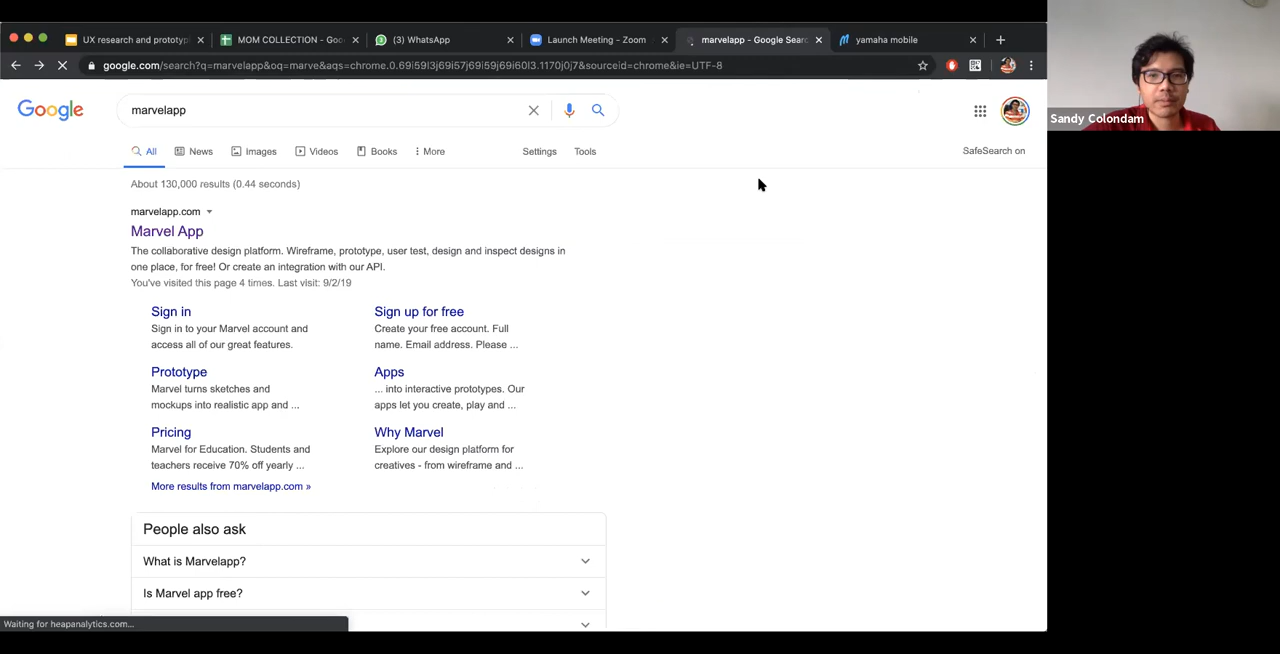 UX research and prototyp
MOM COLLECTION - Goo
(3) WhatsApp
Launch Meeting - Zoom
marvelapp - Google Searc
yamaha mobile
google.com/search?q=marvelapp&oq=marve&aqs=chrome.0.69i59l3j69i57j69i59j69i60l3.1170j0j7&sourceid=chrome&ie=UTF-8
Google
marvelapp
All
News
Images
Videos
Books
More
Settings
Tools
SafeSearch on
About 130,000 results (0.44 seconds)
marvelapp.com
Marvel App
The collaborative design platform. Wireframe, prototype, user test, design and inspect designs in
one place, for free! Or create an integration with our API.
You've visited this page 4 times. Last visit: 9/2/19
Sign in
Sign in to your Marvel account and
access all of our great features.
Sign up for free
Create your free account. Full
name. Email address. Please ...
Prototype
Marvel turns sketches and
mockups into realistic app and ...
Apps
... into interactive prototypes. Our
apps let you create, play and ...
Pricing
Marvel for Education. Students and
teachers receive 70% off yearly ...
Why Marvel
Explore our design platform for
creatives - from wireframe and ...
More results from marvelapp.com »
People also ask
What is Marvelapp?
Is Marvel app free?
Waiting for heapanalytics.com...
Sandy Colondam